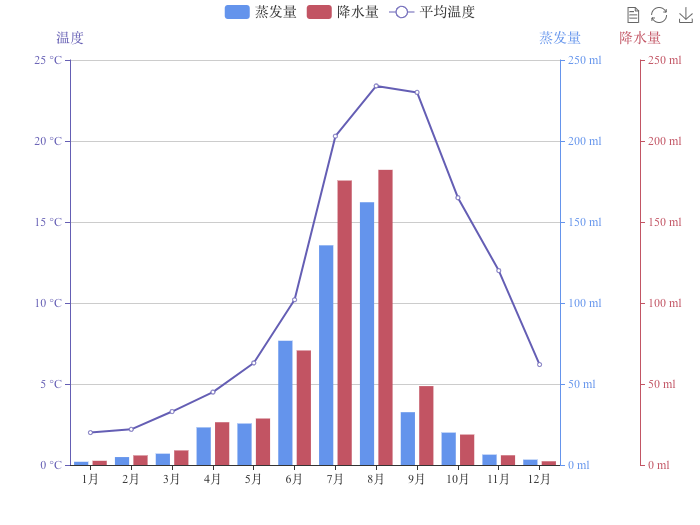 蒸发量 降水量 平均温度
温度 蒸发量 降水量
25 °C 250 ml 250 ml
20 °C 200 ml 200 ml
15 °C 150 ml 150 ml
10 °C 100 ml 100 ml
5 °C 50 ml 50 ml
0 °C 0 ml 0 ml
1月 2月 3月 4月 5月 6月 7月 8月 9月 10月 11月 12月